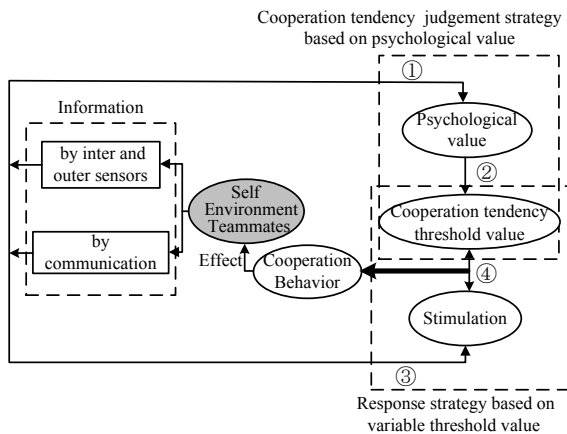 Cooperation tendency judgement strategy
based on psychological value
①
Information
Psychological
value
by inter and
outer sensors
②
Self
Environment
Teammates
Cooperation tendency
threshold value
by
communication
Effect
Cooperation
Behavior
④
Stimulation
③
Response strategy based on
variable threshold value